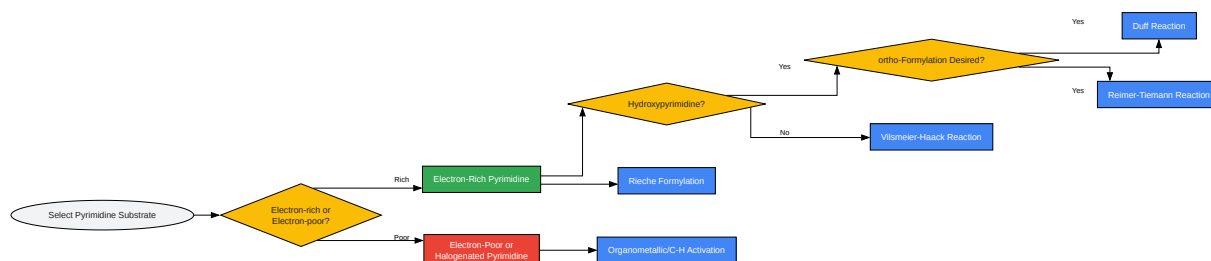 Select Pyrimidine Substrate
Electron-rich or
Electron-poor?
Rich
Electron-Rich Pyrimidine
Poor
Electron-Poor or
Halogenated Pyrimidine
Organometallic/C-H Activation
Rieche Formylation
Hydroxypyrimidine?
No
Vilsmeier-Haack Reaction
Yes
ortho-Formylation Desired?
Yes
Duff Reaction
Yes
Reimer-Tiemann Reaction